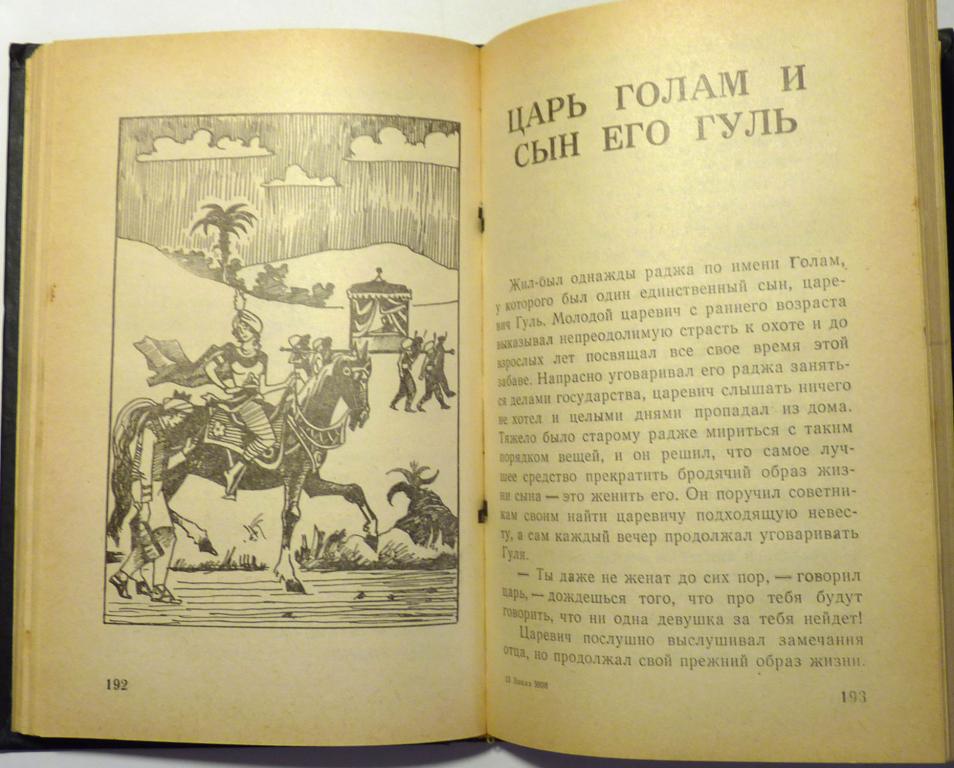 192
ЦАРЬ ГОЛАМ И
СЫН ЕГО ГУЛЬ
Жил-был однажды раджа по имени Голам,
у которого был один единственный сын, царе-
вич Гуль. Молодой царевич с раннего возраста
выказывал непреодолимую страсть к охоте и до
взрослых лет посвящал все свое время этой
забаве. Напрасно уговаривал его раджа занять-
ся делами государства, царевич слышать ничего
не хотел и целыми днями пропадал из дома.
Тяжело было старому радже мириться с таким
порядком вещей, и он решил, что самое луч-
шее средство прекратить бродячий образ жиз-
ни сына — это женить его. Он поручил советни-
кам своим найти царевичу подходящую невес-
ту, а сам каждый вечер продолжал уговаривать
Гуля.
— Ты даже не женат до сих пор, — говорил
царь, — дождешься того, что про тебя будут
говорить, что ни одна девушка за тебя нейдет!
Царевич послушно выслушивал замечания
отца, но продолжал свой прежний образ жизни.
13 Заказ
193